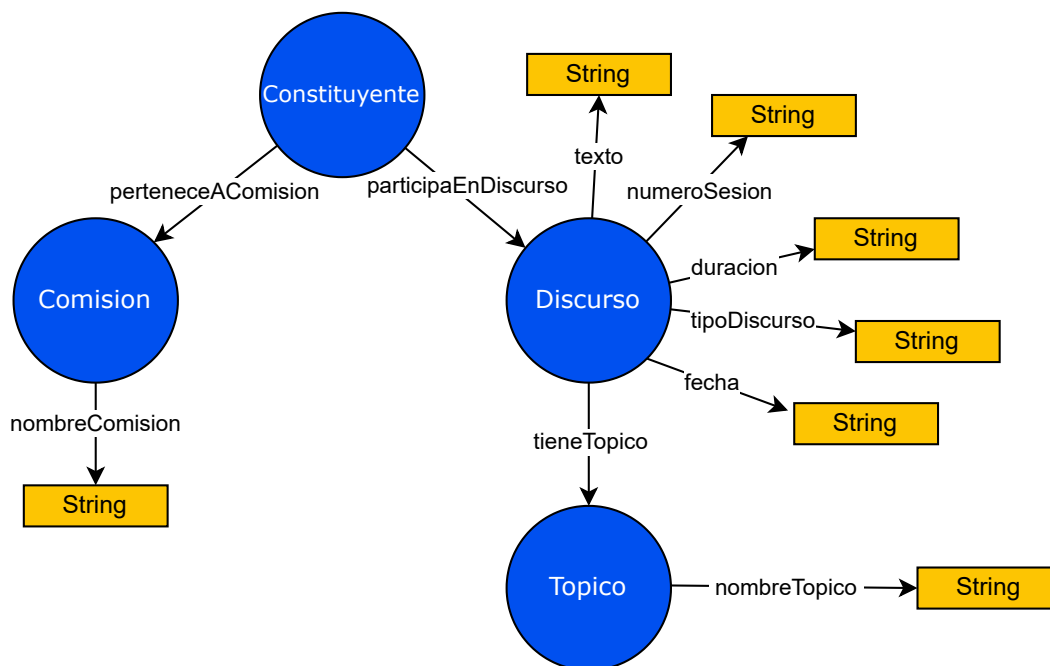 Constituyente
String
String
texto
perteneceAComision
participaEnDiscurso
numeroSesion
String
duracion
Comision
Discurso
tipoDiscurso
String
fecha
nombreComision
String
tieneTopico
String
Topico
nombreTopico
String